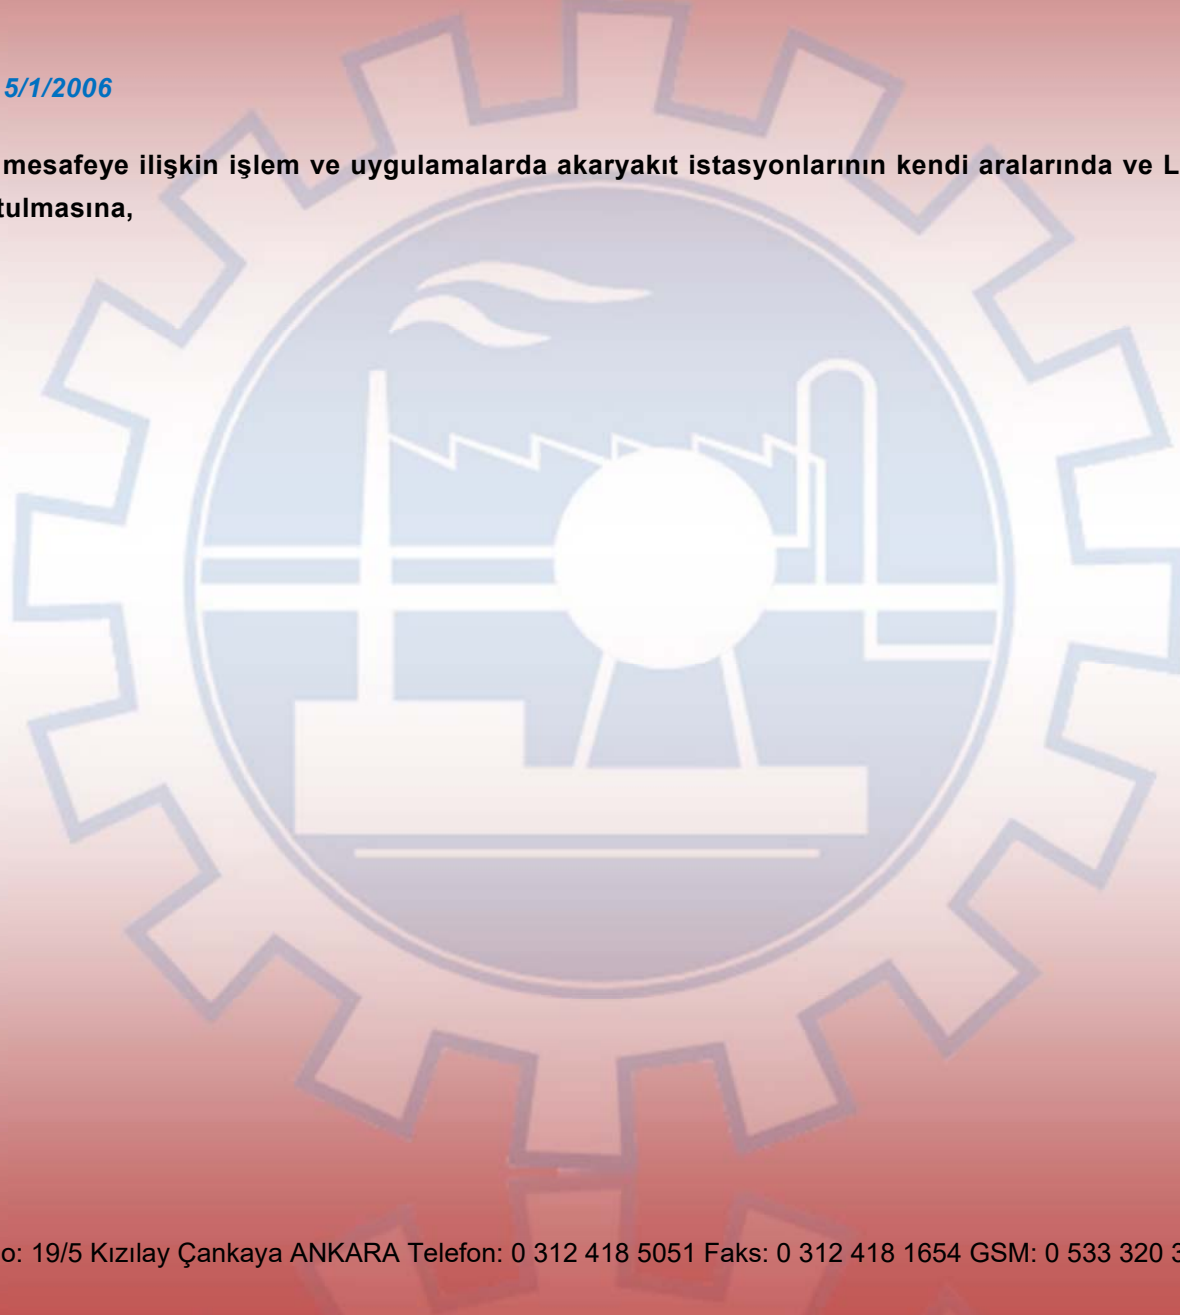 5/1/2006
mesafeye ilişkin işlem ve uygulamalarda akaryakıt istasyonlarının kendi aralarında ve L
tulmasına,
o: 19/5 Kızılay Çankaya ANKARA Telefon: 0 312 418 5051 Faks: 0 312 418 1654 GSM: 0 533 320 3